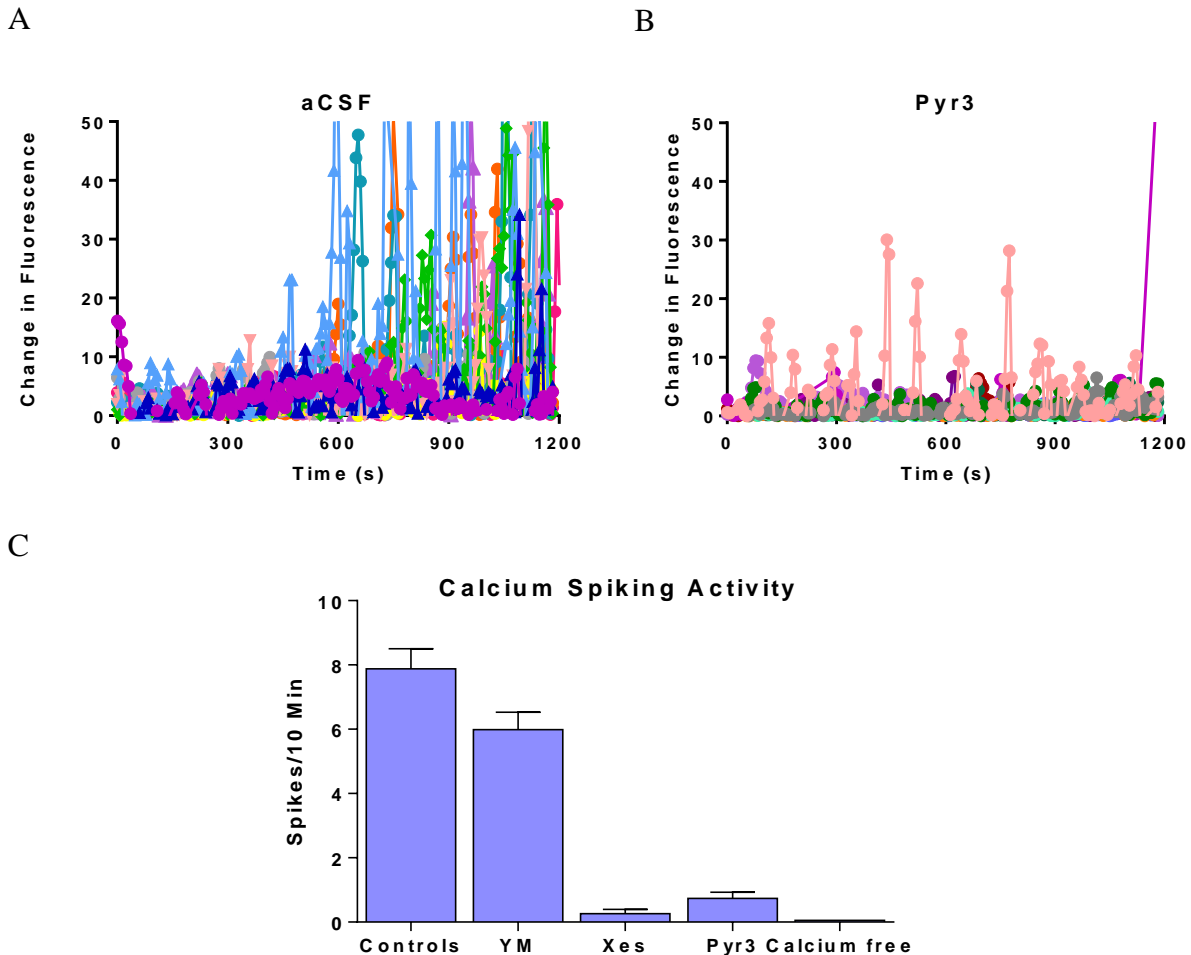 A
B
aCSF
Pyr3
Change in Fluorescence
50
40
30
20
10
0
0 300 600 900 1200
Time (s)
Change in Fluorescence
50
40
30
20
10
0
0 300 600 900 1200
Time (s)
C
Calcium Spiking Activity
Spikes/10 Min
10
8
6
4
2
0
Controls YM Xes Pyr3 Calcium free